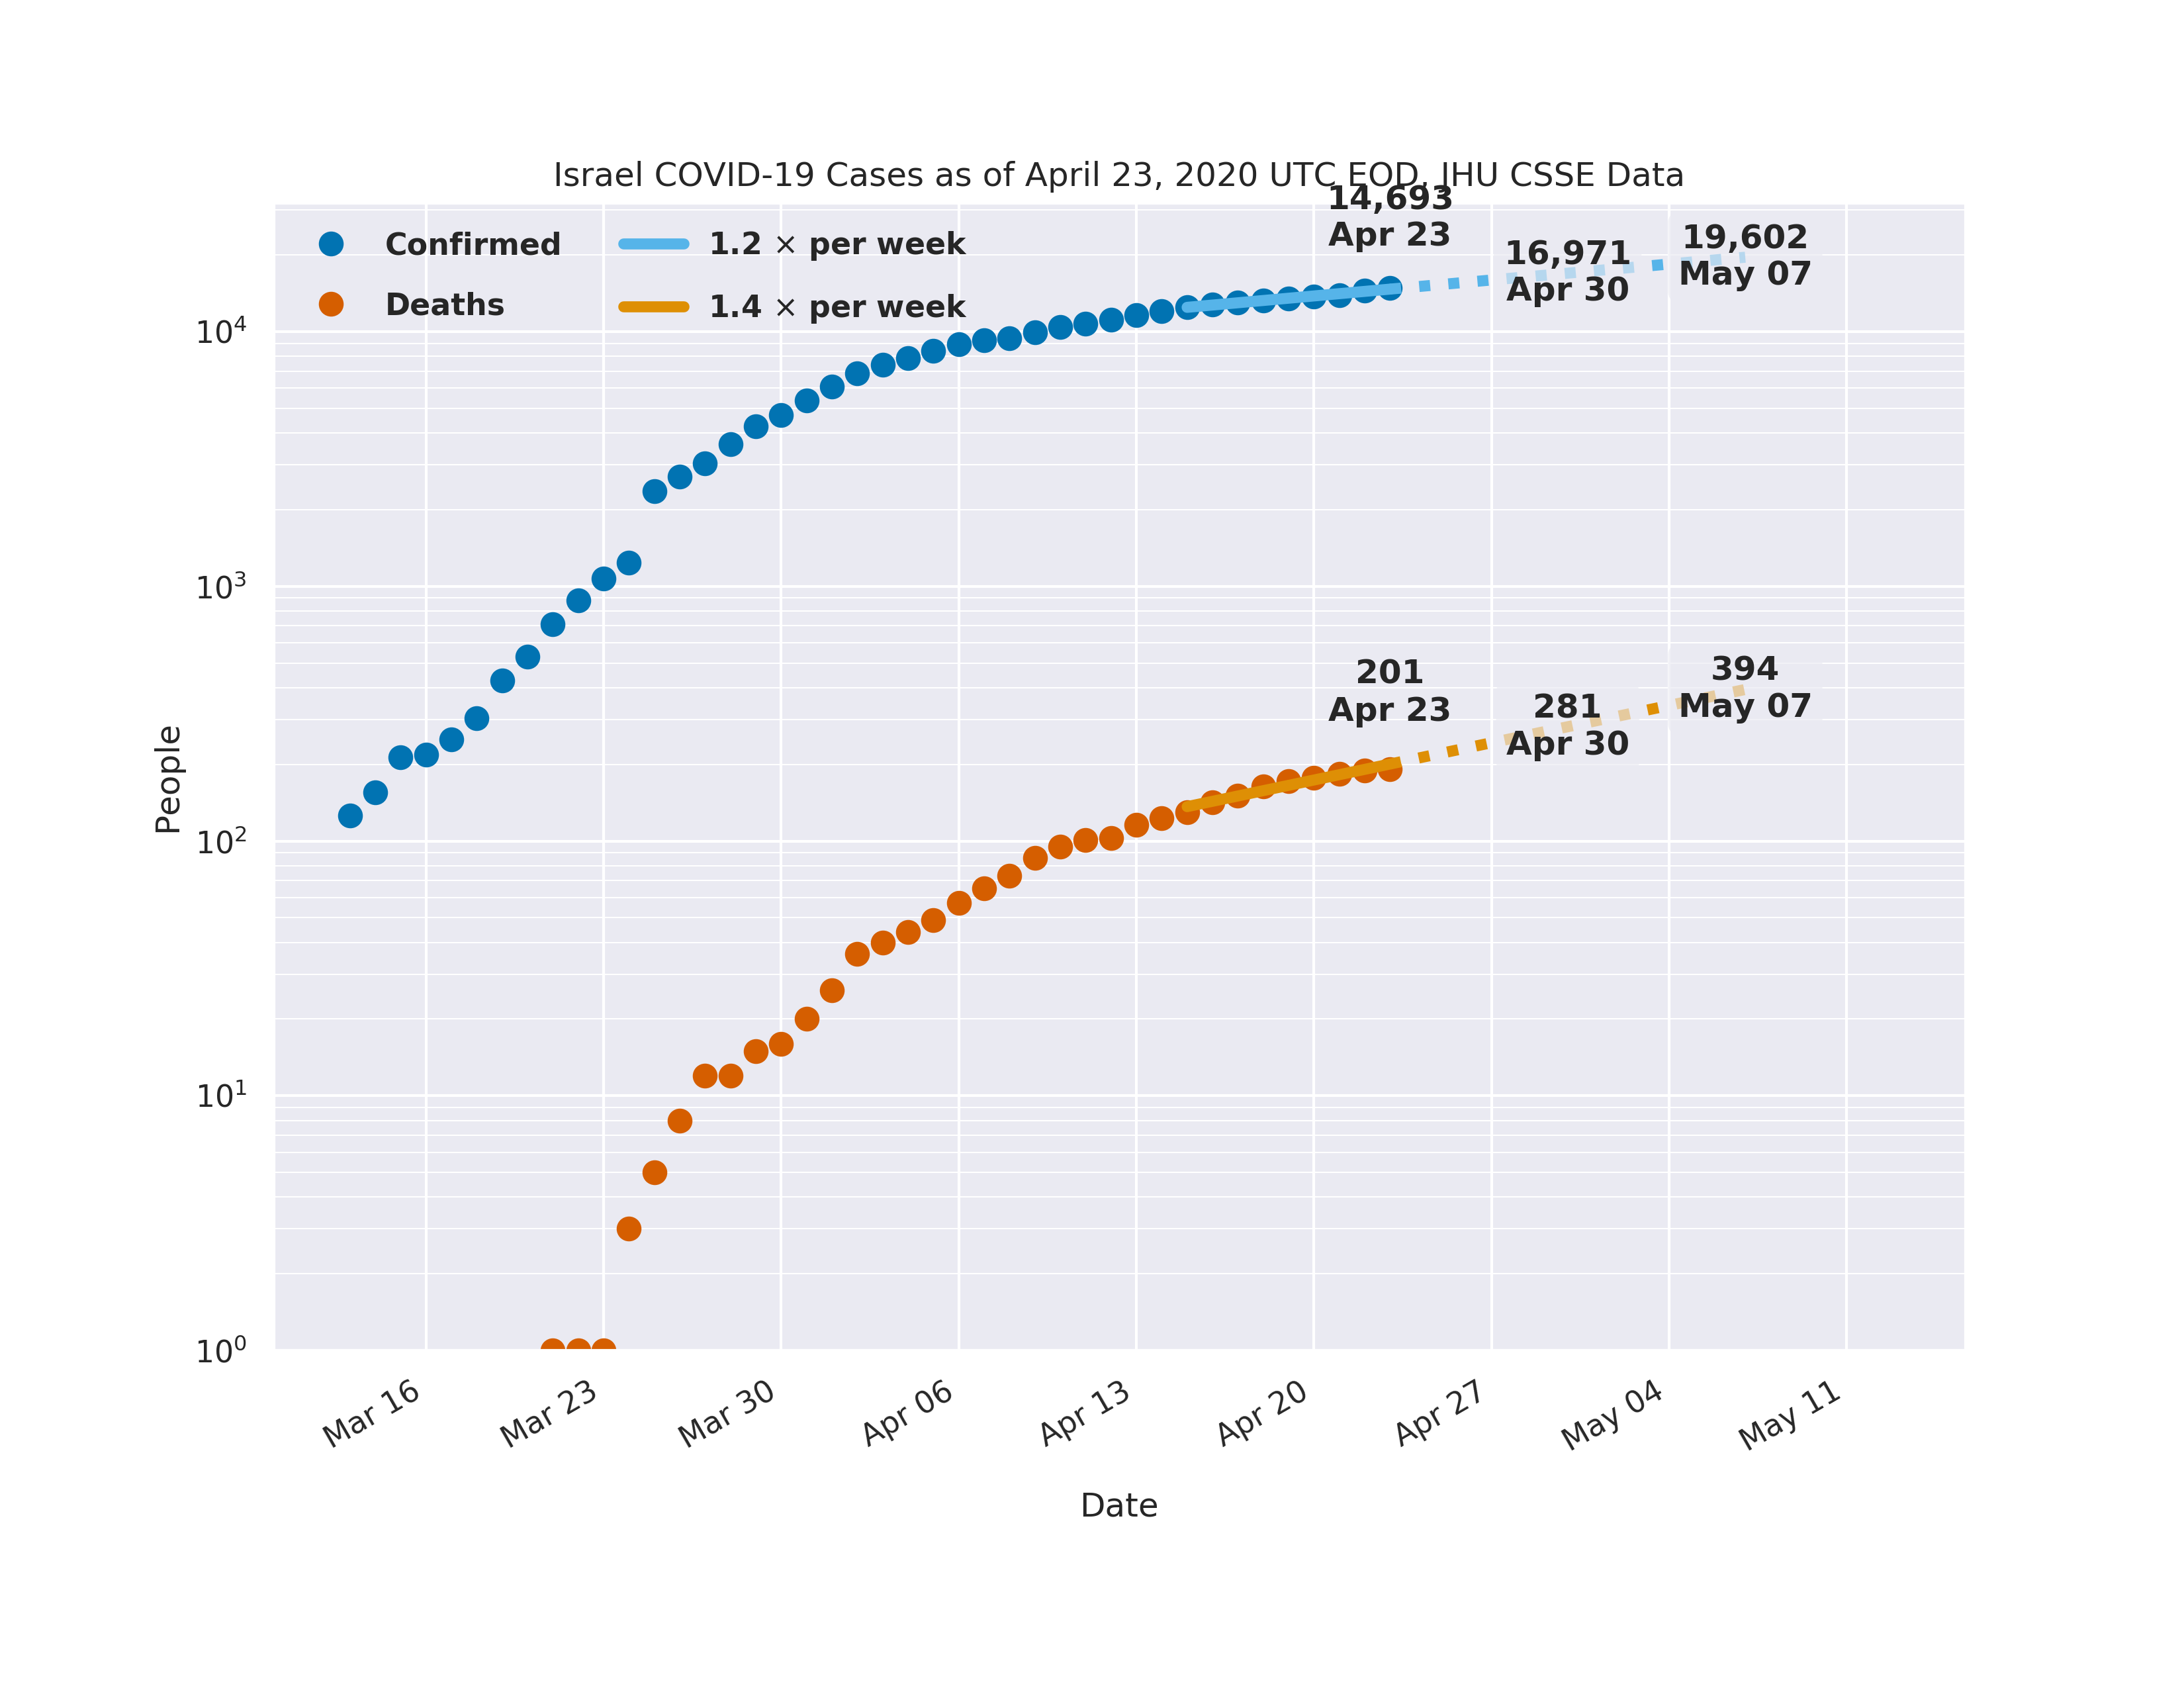 Israel COVID-19 Cases as of April 23, 2020 UTC EOD, JHU CSSE Data
Confirmed
Deaths
1.2 × per week
1.4 × per week
14,693
Apr 23
16,971
Apr 30
19,602
May 07
201
Apr 23
281
Apr 30
394
May 07
People
10⁴
10³
10²
10¹
10⁰
Mar 16
Mar 23
Mar 30
Apr 06
Apr 13
Apr 20
Apr 27
May 04
May 11
Date